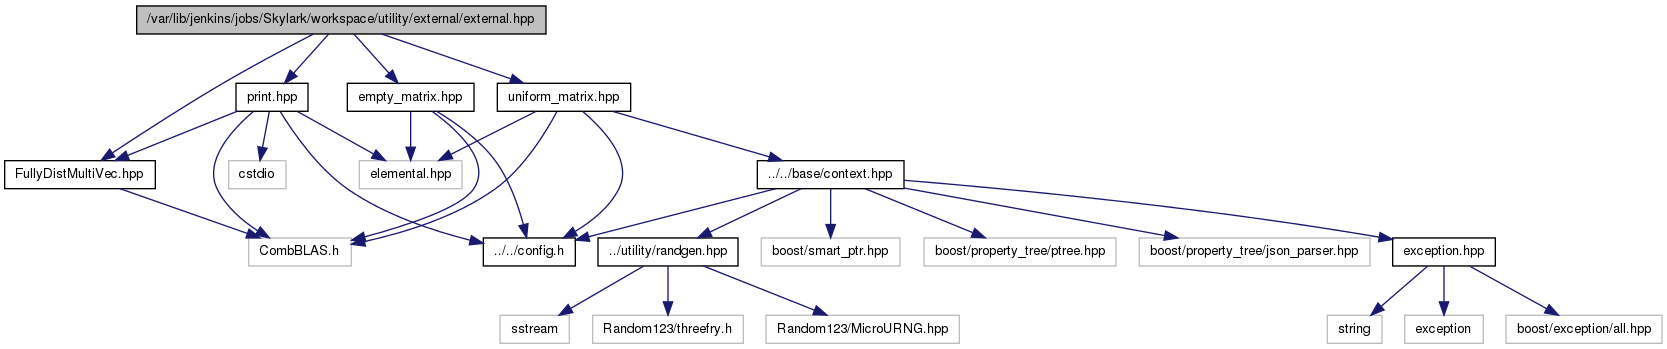 /var/lib/jenkins/jobs/Skylark/workspace/utility/external/external.hpp
print.hpp
empty_matrix.hpp
uniform_matrix.hpp
FullyDistMultiVec.hpp
cstdio
elemental.hpp
../../base/context.hpp
CombBLAS.h
../../config.h
../utility/randgen.hpp
boost/smart_ptr.hpp
boost/property_tree/ptree.hpp
boost/property_tree/json_parser.hpp
exception.hpp
sstream
Random123/threefry.h
Random123/MicroURNG.hpp
string
exception
boost/exception/all.hpp